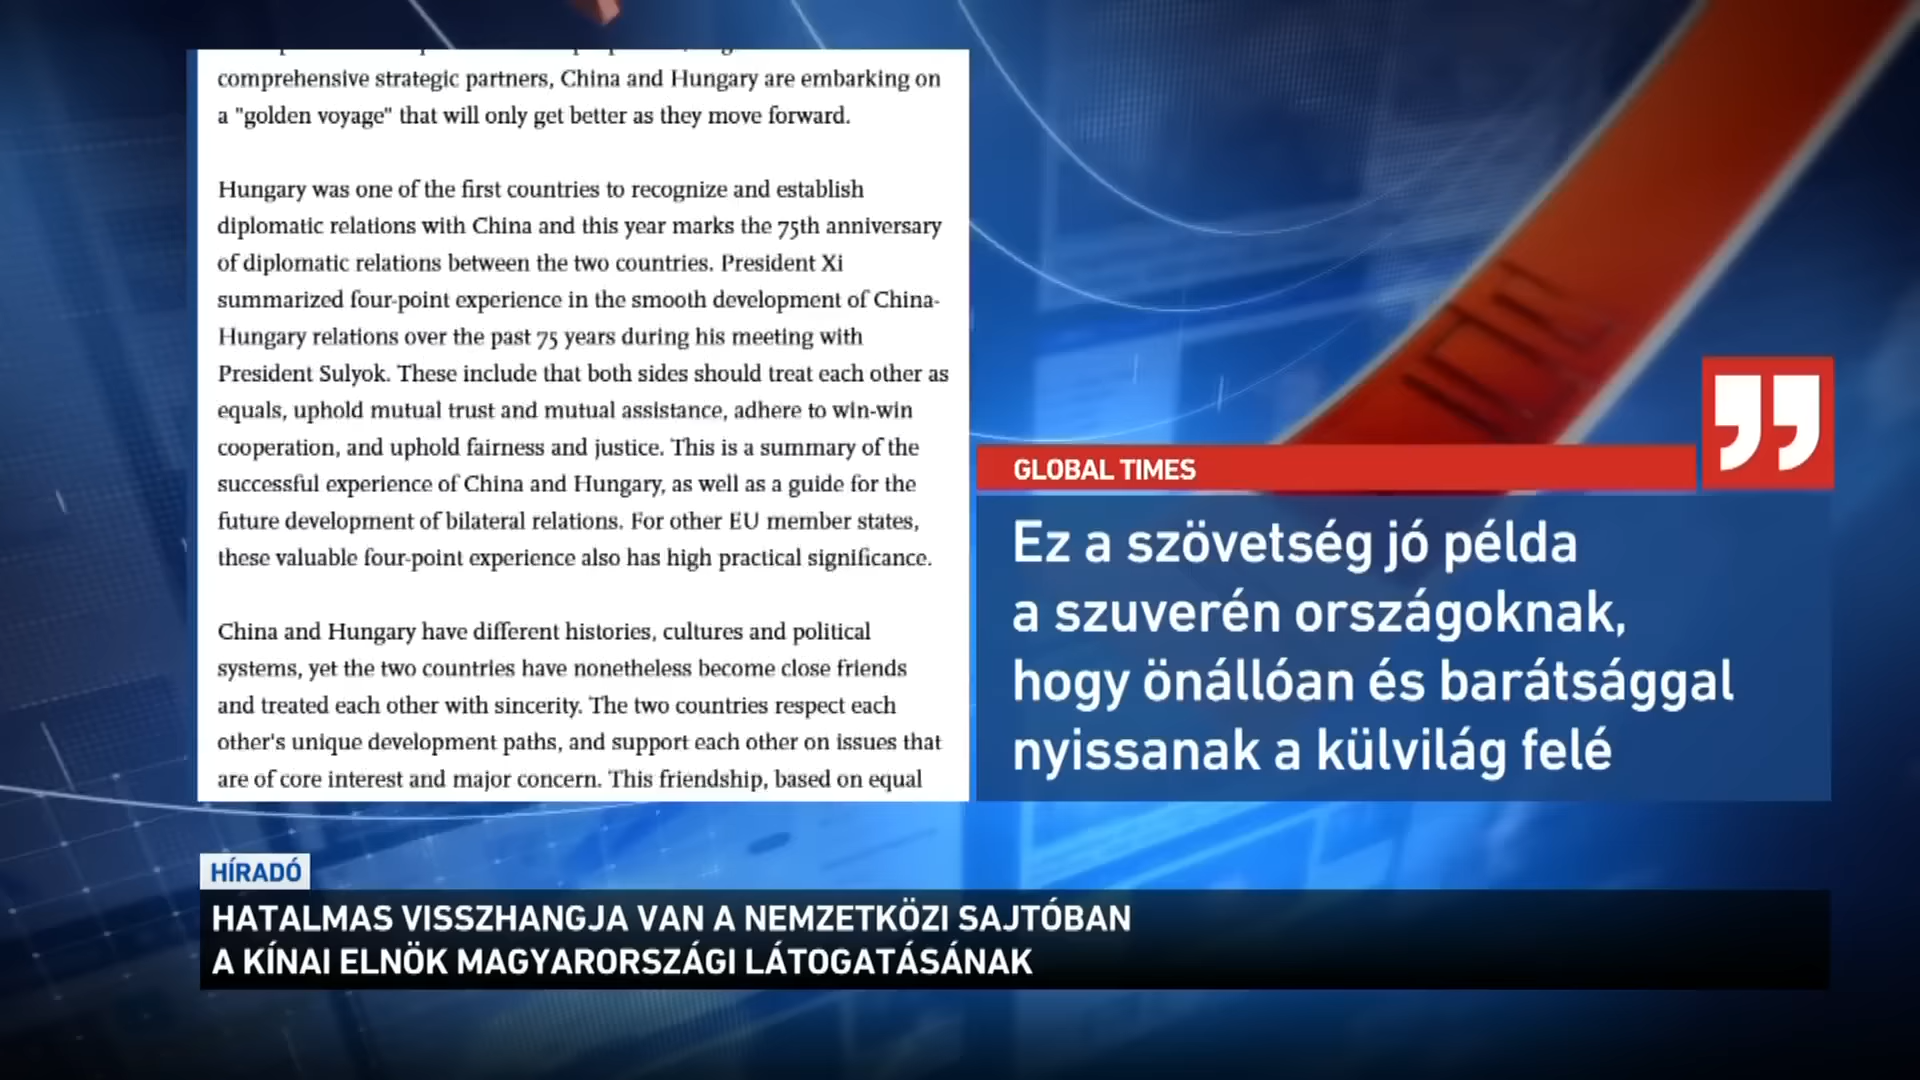 comprehensive strategic partners, China and Hungary are embarking on
a "golden voyage" that will only get better as they move forward.
Hungary was one of the first countries to recognize and establish
diplomatic relations with China and this year marks the 75th anniversary
of diplomatic relations between the two countries. President Xi
summarized four-point experience in the smooth development of China-
Hungary relations over the past 75 years during his meeting with
President Sulyok. These include that both sides should treat each other as
equals, uphold mutual trust and mutual assistance, adhere to win-win
cooperation, and uphold fairness and justice. This is a summary of the
successful experience of China and Hungary, as well as a guide for the
future development of bilateral relations. For other EU member states,
these valuable four-point experience also has high practical significance.
China and Hungary have different histories, cultures and political
systems, yet the two countries have nonetheless become close friends
and treated each other with sincerity. The two countries respect each
other's unique development paths, and support each other on issues that
are of core interest and major concern. This friendship, based on equal
GLOBAL TIMES
Ez a szövetség jó példa
a szuverén országoknak,
hogy önállóan és barátsággal
nyissanak a külvilág felé
HÍRADÓ
HATALMAS VISSZHANGJA VAN A NEMZETKÖZI SAJTÓBAN
A KÍNAI ELNÖK MAGYARORSZÁGI LÁTOGATÁSÁNAK